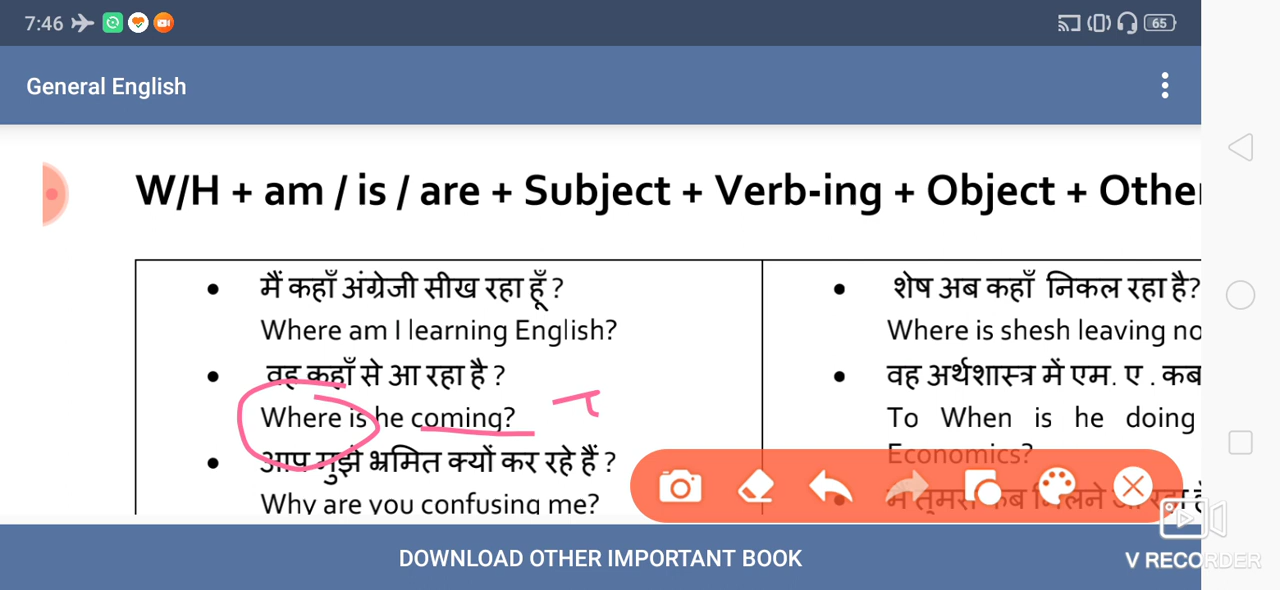 7:46
65
General English
W/H + am / is / are + Subject + Verb-ing + Object + Othe
• मैं कहाँ अंग्रेजी सीख रहा हूँ ?
Where am I learning English?
• वह कहाँ से आ रहा है ?
Where is he coming?
• आप मुझे भ्रमित क्यों कर रहे हैं ?
Why are you confusing me?
• शेष अब कहाँ निकल रहा है?
Where is shesh leaving no
• वह अर्थशास्त्र में एम. ए . कब
To When is he doing
Economics?
DOWNLOAD OTHER IMPORTANT BOOK
V RECORDER